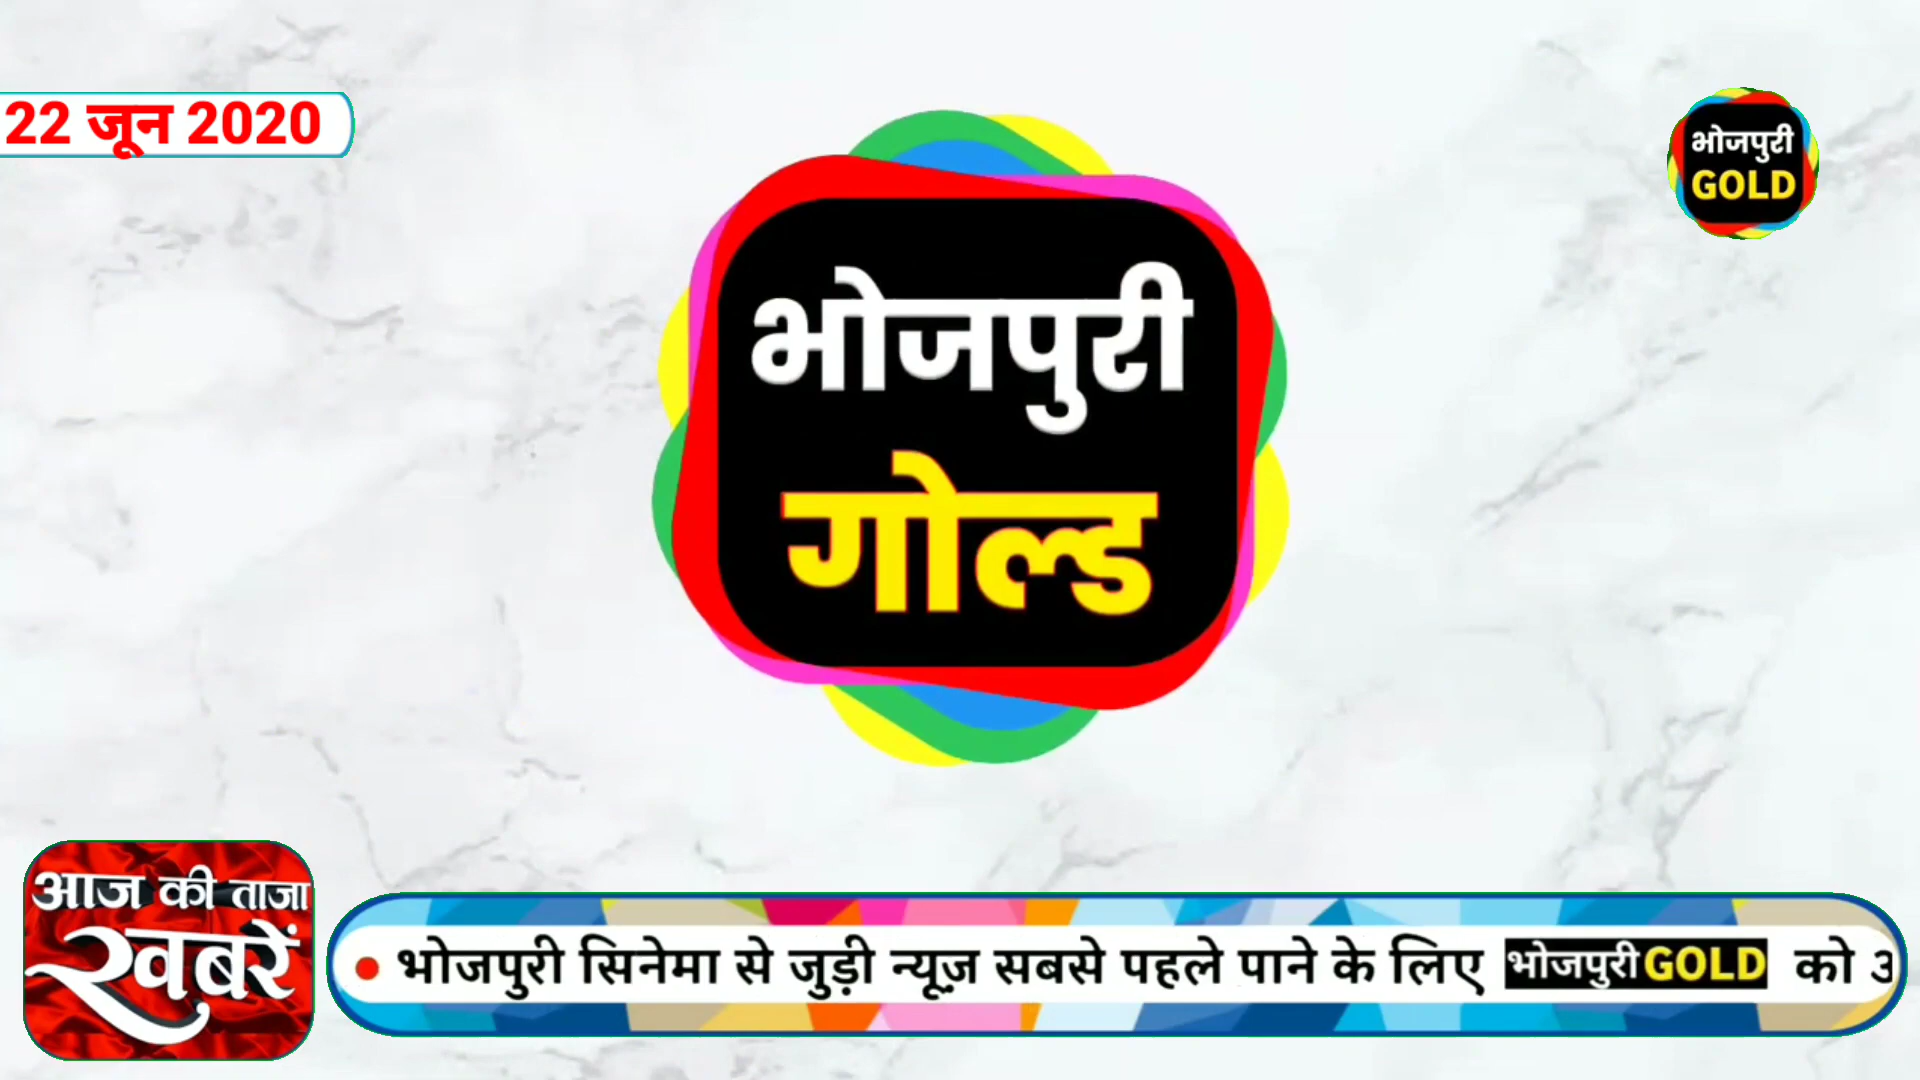 22 जून 2020
भोजपुरी
GOLD
भोजपुरी
गोल्ड
आज की ताजा
खबरें
• भोजपुरी सिनेमा से जुड़ी न्यूज़ सबसे पहले पाने के लिए भोजपुरी GOLD को